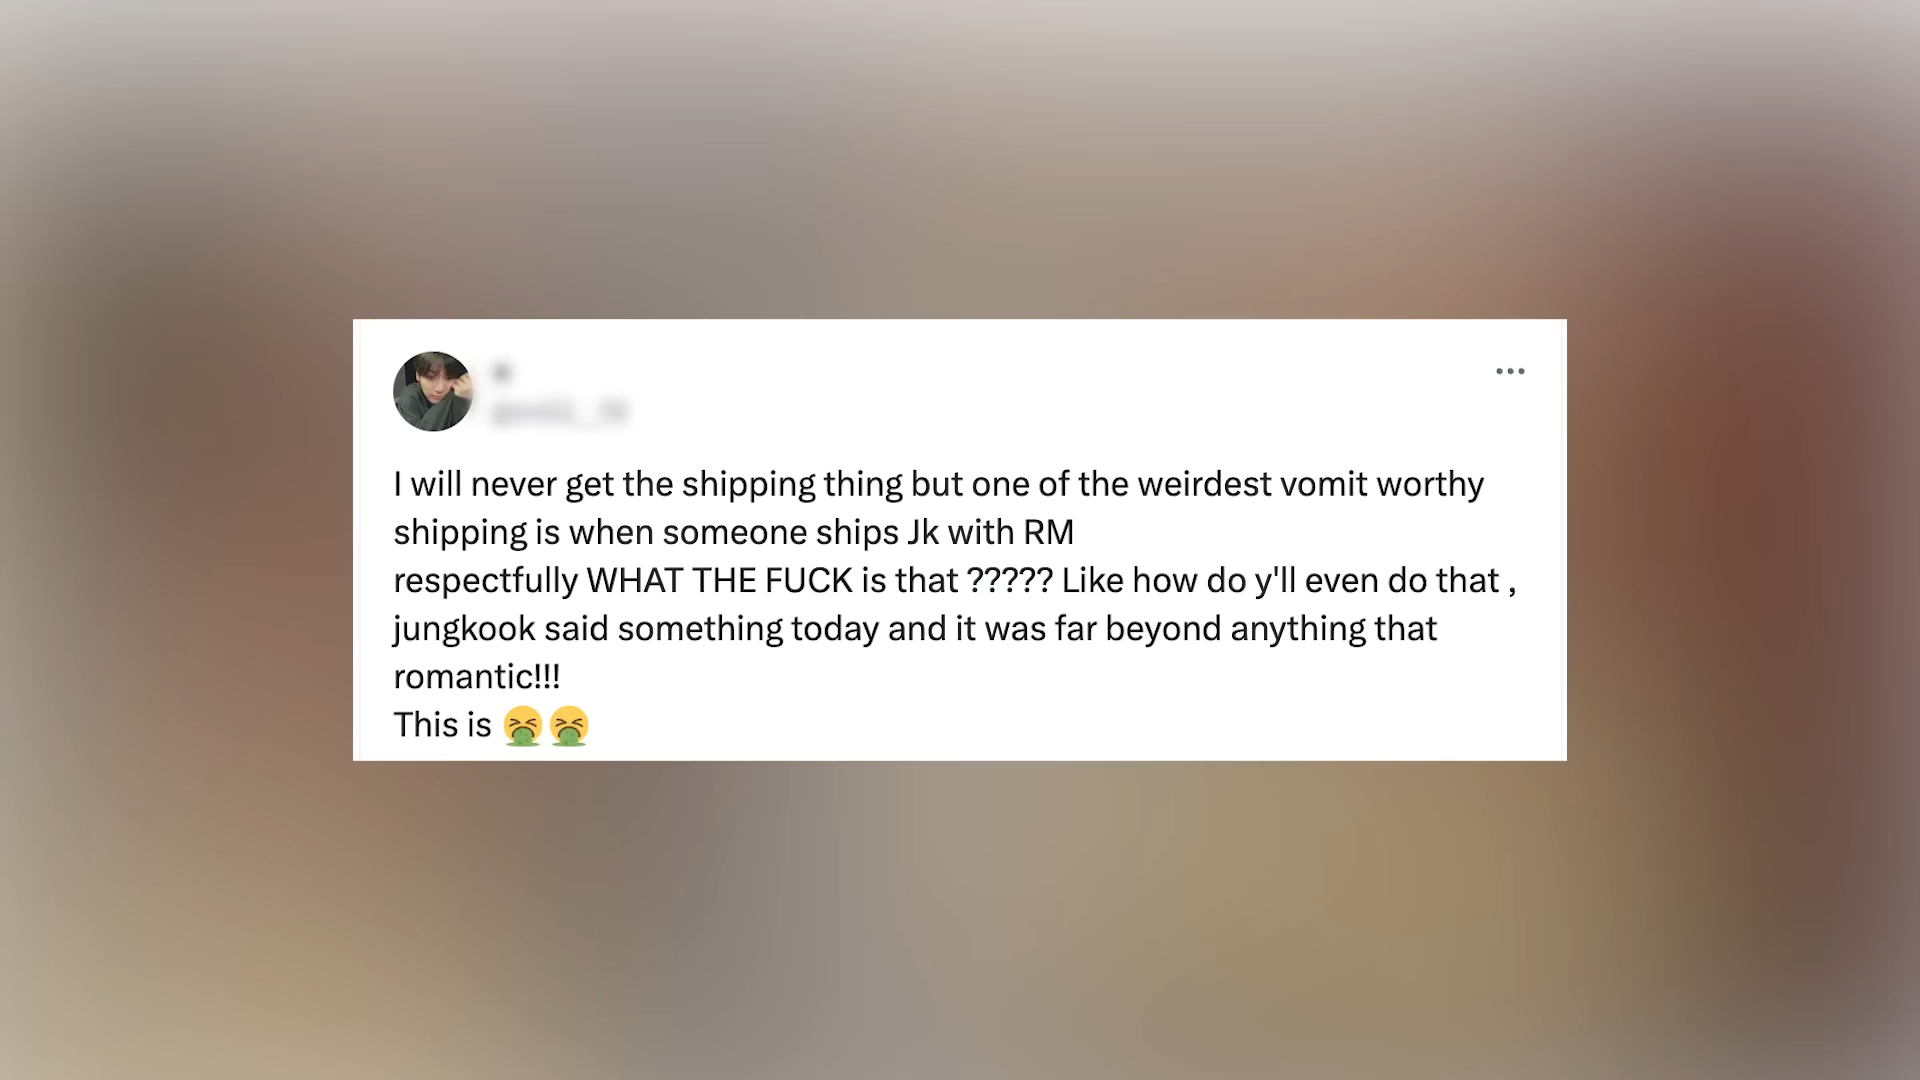 I will never get the shipping thing but one of the weirdest vomit worthy
shipping is when someone ships Jk with RM
respectfully WHAT THE FUCK is that ????? Like how do y'll even do that ,
jungkook said something today and it was far beyond anything that
romantic!!!
This is 🤮🤮